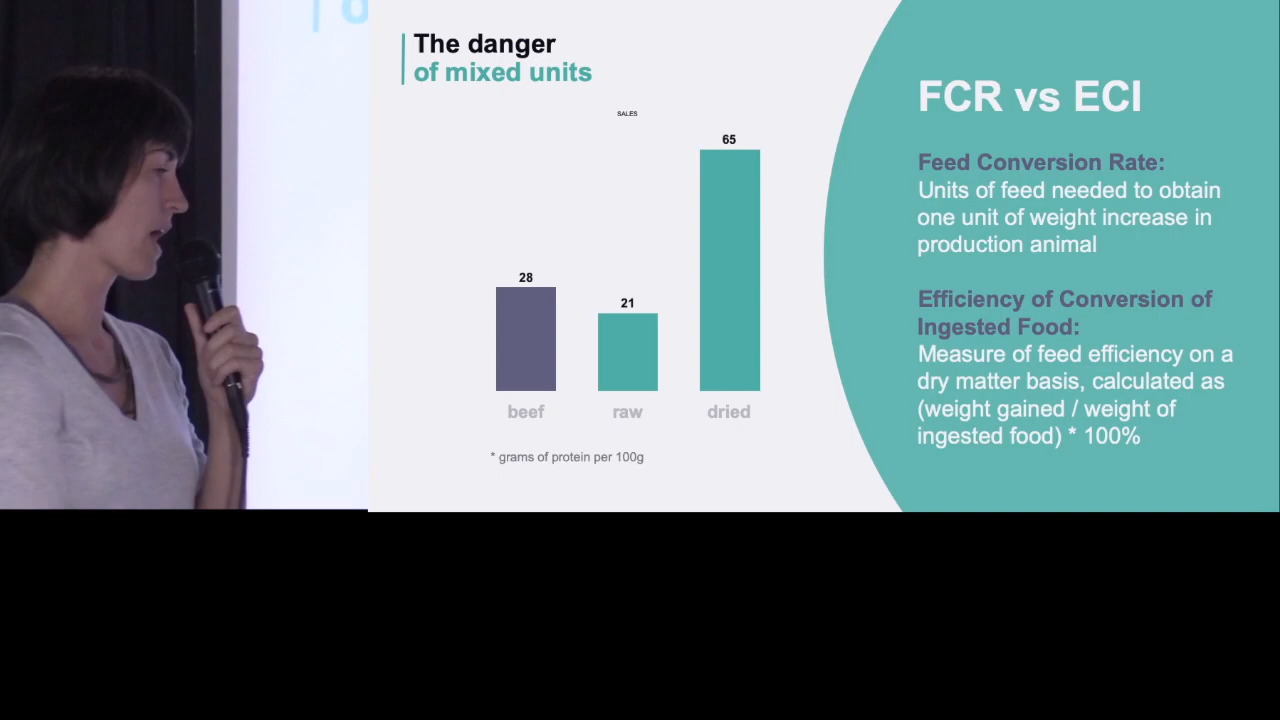 The danger
of mixed units
SALES
65
28
21
beef raw dried
* grams of protein per 100g
FCR vs ECI
Feed Conversion Rate:
Units of feed needed to obtain
one unit of weight increase in
production animal
Efficiency of Conversion of
Ingested Food:
Measure of feed efficiency on a
dry matter basis, calculated as
(weight gained / weight of
ingested food) * 100%